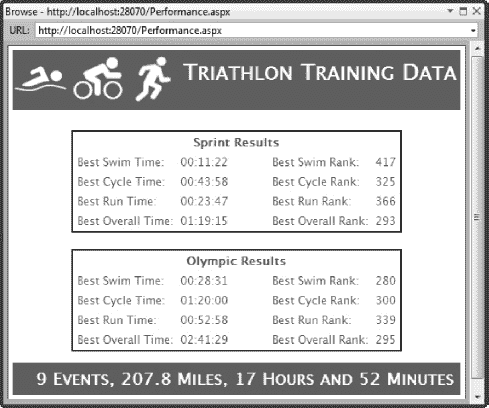 Browse - http://localhost:28070/Performance.aspx
URL: http://localhost:28070/Performance.aspx
TRIATHLON TRAINING DATA
Sprint Results
Best Swim Time: 00:11:22 Best Swim Rank: 417
Best Cycle Time: 00:43:58 Best Cycle Rank: 325
Best Run Time: 00:23:47 Best Run Rank: 366
Best Overall Time: 01:19:15 Best Overall Rank: 293
Olympic Results
Best Swim Time: 00:28:31 Best Swim Rank: 280
Best Cycle Time: 01:20:00 Best Cycle Rank: 300
Best Run Time: 00:52:58 Best Run Rank: 339
Best Overall Time: 02:41:29 Best Overall Rank: 295
9 EVENTS, 207.8 MILES, 17 HOURS AND 52 MINUTES